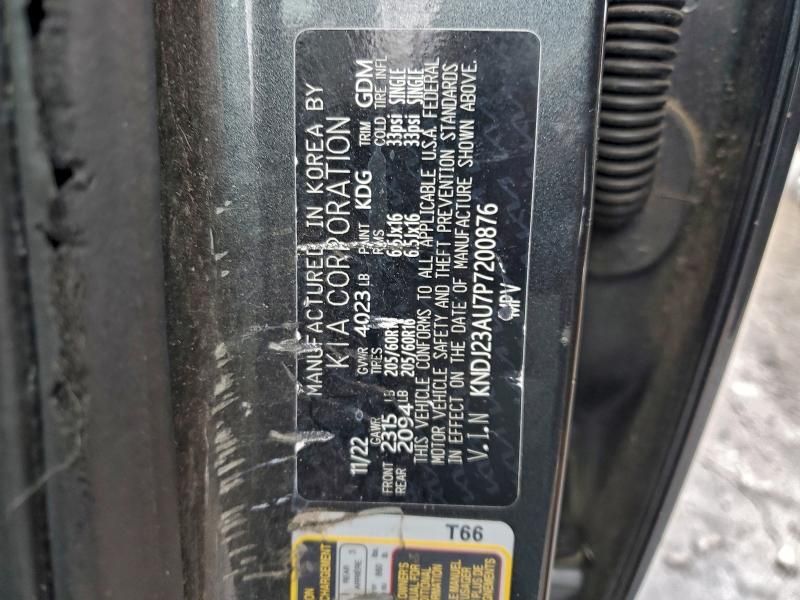 MANUFACTURED IN KOREA BY
KIA CORPORATION
11/22 GVWR 4023 LB PAINT KDG TRIM GDM
GAWR TIRES RIMS COLD TIRE INFL
FRONT 2315 LB 205/60R16 6.5Jx16 33psi SINGLE
REAR 2094 LB 205/60R16 6.5Jx16 33psi SINGLE
THIS VEHICLE CONFORMS TO ALL APPLICABLE U.S.A. FEDERAL
MOTOR VEHICLE SAFETY AND THEFT PREVENTION STANDARDS
IN EFFECT ON THE DATE OF MANUFACTURE SHOWN ABOVE.
V.I.N KNDJ23AU7P7200876
MPV
T66
REAR
ARRIÈRE 3